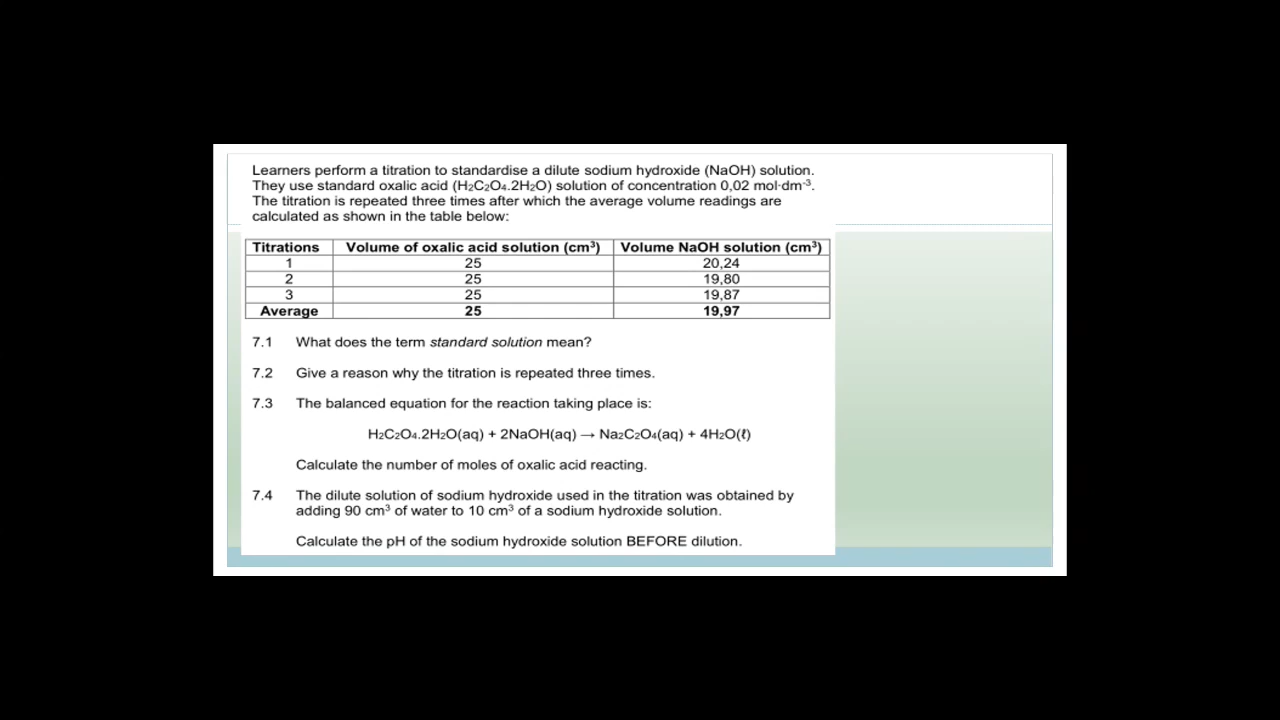 Learners perform a titration to standardise a dilute sodium hydroxide (NaOH) solution.
They use standard oxalic acid (H₂C₂O₄.2H₂O) solution of concentration 0,02 mol·dm⁻³.
The titration is repeated three times after which the average volume readings are
calculated as shown in the table below:
Titrations Volume of oxalic acid solution (cm³) Volume NaOH solution (cm³)
1 25 20,24
2 25 19,80
3 25 19,87
Average 25 19,97
7.1 What does the term standard solution mean?
7.2 Give a reason why the titration is repeated three times.
7.3 The balanced equation for the reaction taking place is:
H₂C₂O₄.2H₂O(aq) + 2NaOH(aq) → Na₂C₂O₄(aq) + 4H₂O(ℓ)
Calculate the number of moles of oxalic acid reacting.
7.4 The dilute solution of sodium hydroxide used in the titration was obtained by
adding 90 cm³ of water to 10 cm³ of a sodium hydroxide solution.
Calculate the pH of the sodium hydroxide solution BEFORE dilution.